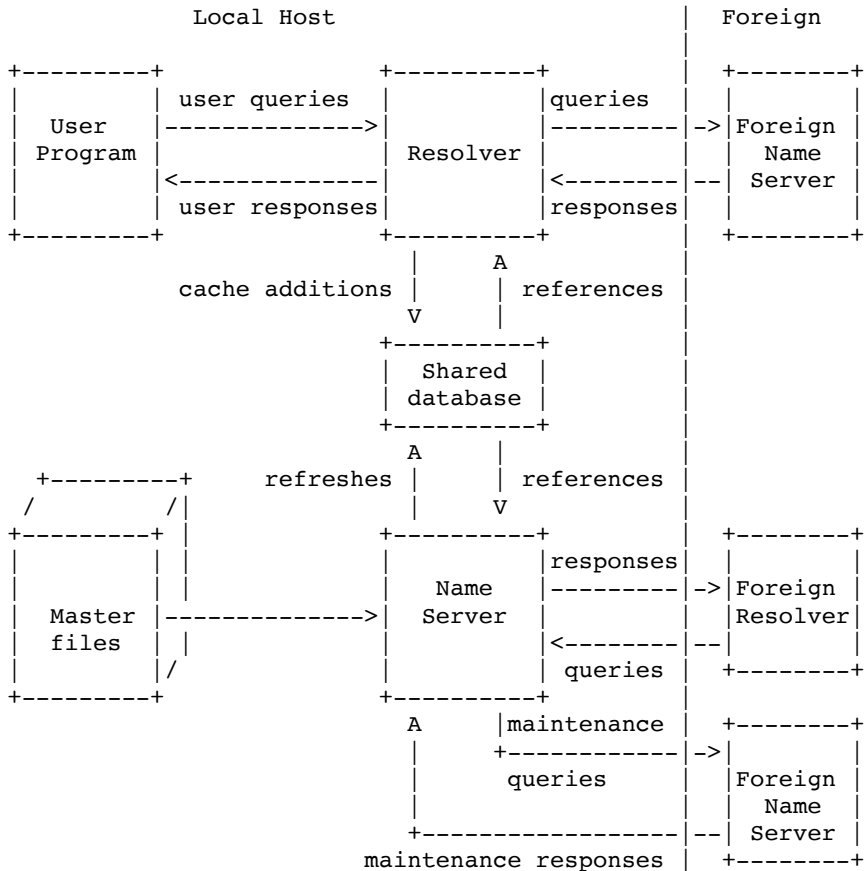 Local Host | Foreign
user queries queries
User Foreign
Program Resolver Name
Server
user responses responses
cache additions references
Shared
database
refreshes references
responses
Name Foreign
Master Server Resolver
files
queries
maintenance
queries Foreign
Name
Server
maintenance responses